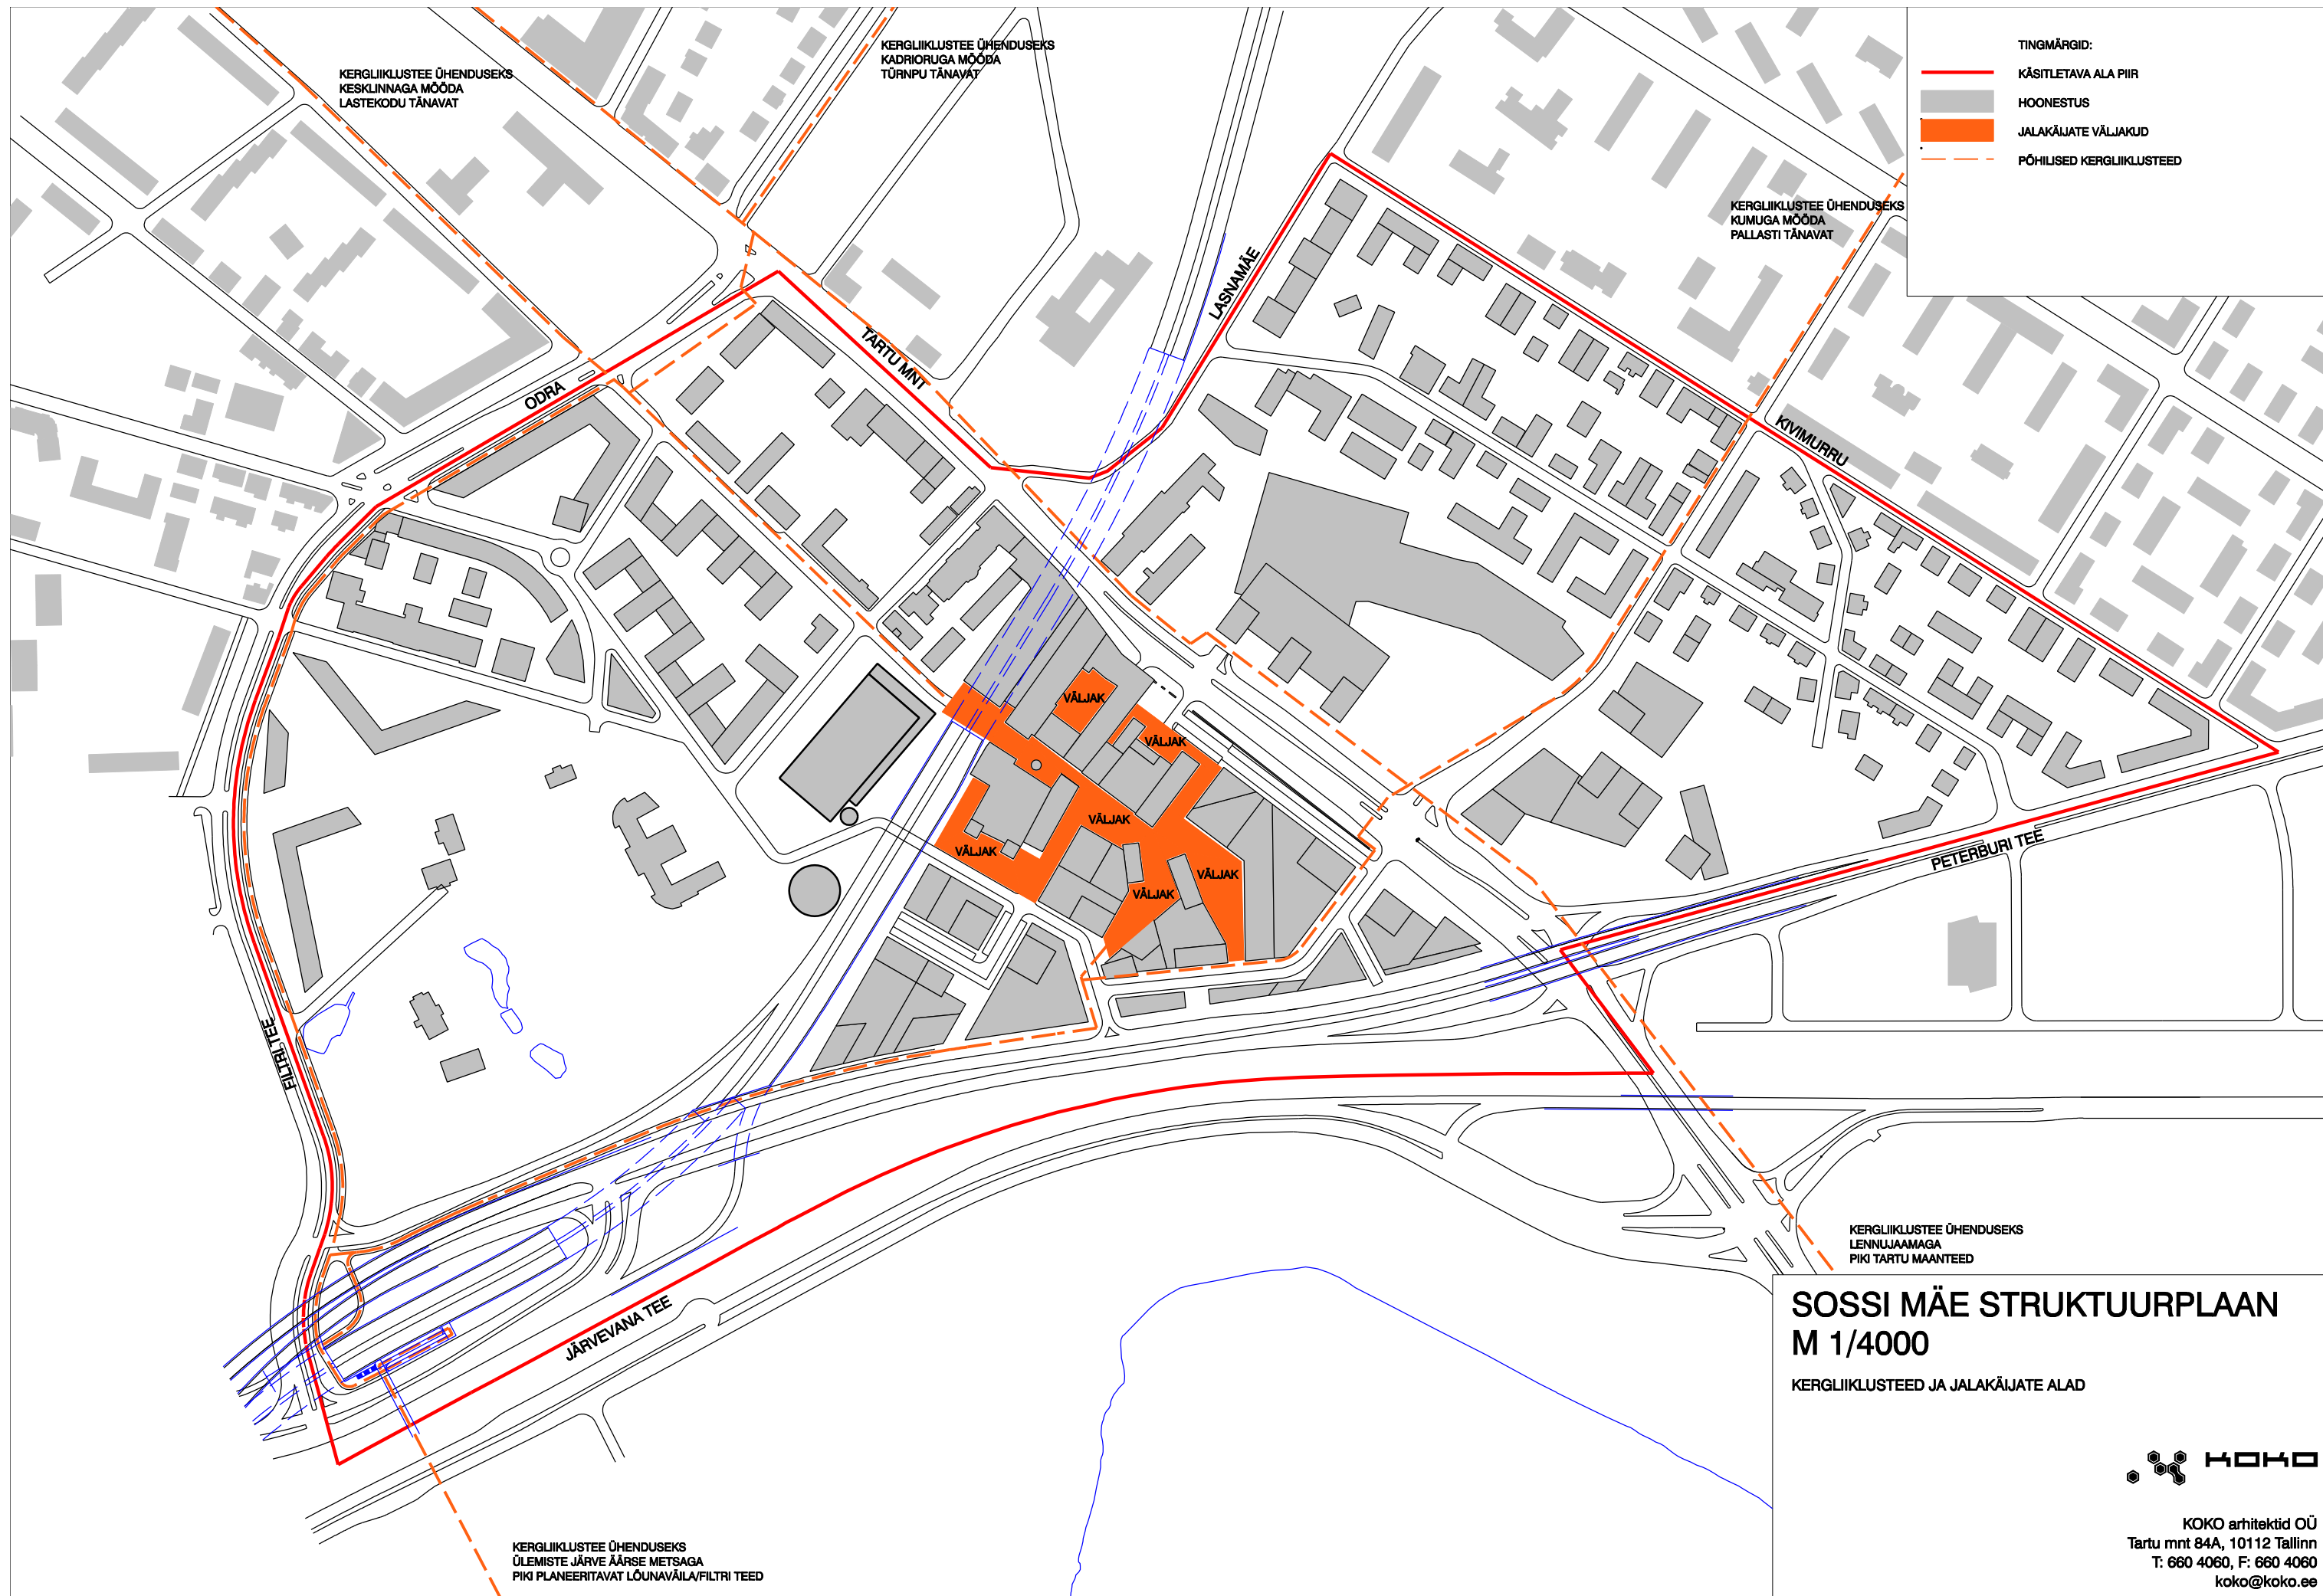 KERGLIIKLUSTEE ÜHENDUSEKS
KESKLINNAGA MÖÖDA
LASTEKODU TÄNAVAT
KERGLIIKLUSTEE ÜHENDUSEKS
KADRIORUGA MÖÖDA
TÜRNPU TÄNAVAT
TINGMÄRGID:
KÄSITLETAVA ALA PIIR
HOONESTUS
JALAKÄIJATE VÄLJAKUD
PÕHILISED KERGLIIKLUSTEED
KERGLIIKLUSTEE ÜHENDUSEKS
KUMUGA MÖÖDA
PALLASTI TÄNAVAT
LASNAMÄE
TARTU MNT
ODRA
KIVIMURRU
VÄLJAK
VÄLJAK
VÄLJAK
VÄLJAK
VÄLJAK
VÄLJAK
PETERBURI TEE
FILTRI TEE
JÄRVEVANA TEE
KERGLIIKLUSTEE ÜHENDUSEKS
LENNUJAAMAGA
PIKI TARTU MAANTEED
KERGLIIKLUSTEE ÜHENDUSEKS
ÜLEMISTE JÄRVE ÄÄRSE METSAGA
PIKI PLANEERITAVAT LÕUNAVÄILA/FILTRI TEED
SOSSI MÄE STRUKTUURPLAAN
M 1/4000
KERGLIIKLUSTEED JA JALAKÄIJATE ALAD
KOKO
KOKO arhitektid OÜ
Tartu mnt 84A, 10112 Tallinn
T: 660 4060, F: 660 4060
koko@koko.ee